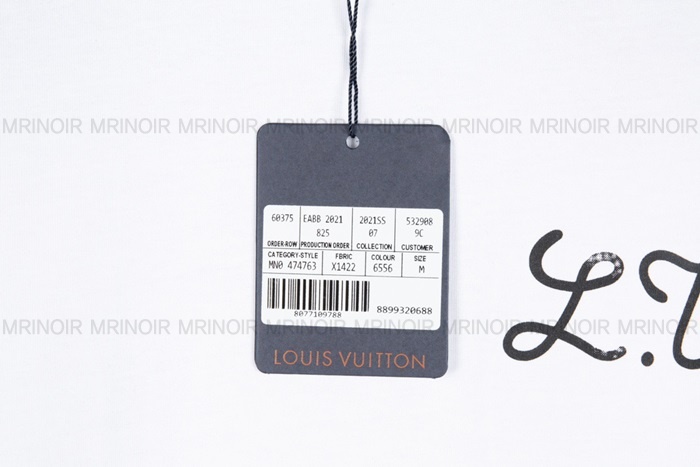 MRINOIR MRINOIR MRINOIR MRINOIR MRINOIR MRINOIR MRINOIR MRINOIR
60375 EABB 2021 2021SS 532908
825 07 9C
ORDER-ROW PRODUCTION ORDER COLLECTION CUSTOMER
CATEGORY-STYLE FBRIC COLOUR SIZE
MN0 474763 X1422 6556 M
8077109788 8899320688
L.V
MRINOIR MRINOIR MRINOIR MRINOIR MRINOIR MRINOIR MRINOIR MRINOIR
LOUIS VUITTON